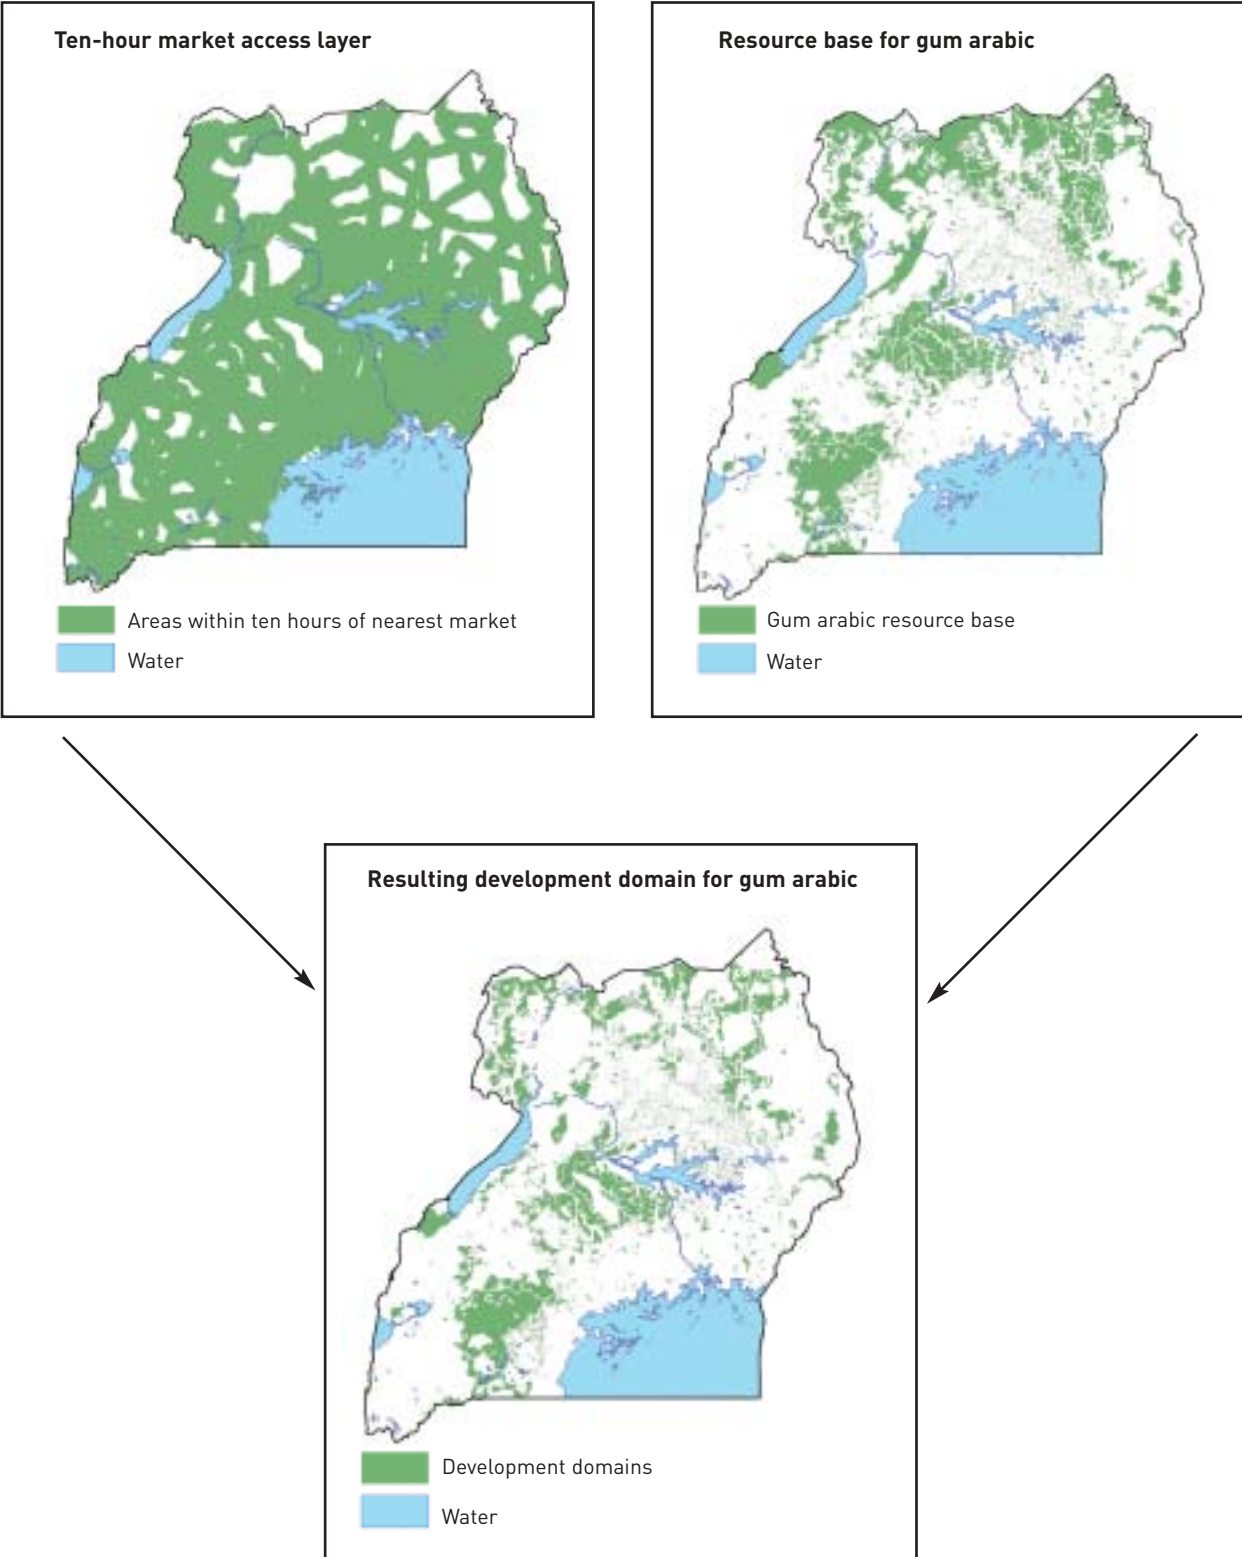 Ten-hour market access layer
Areas within ten hours of nearest market
Water
Resource base for gum arabic
Gum arabic resource base
Water
Resulting development domain for gum arabic
Development domains
Water